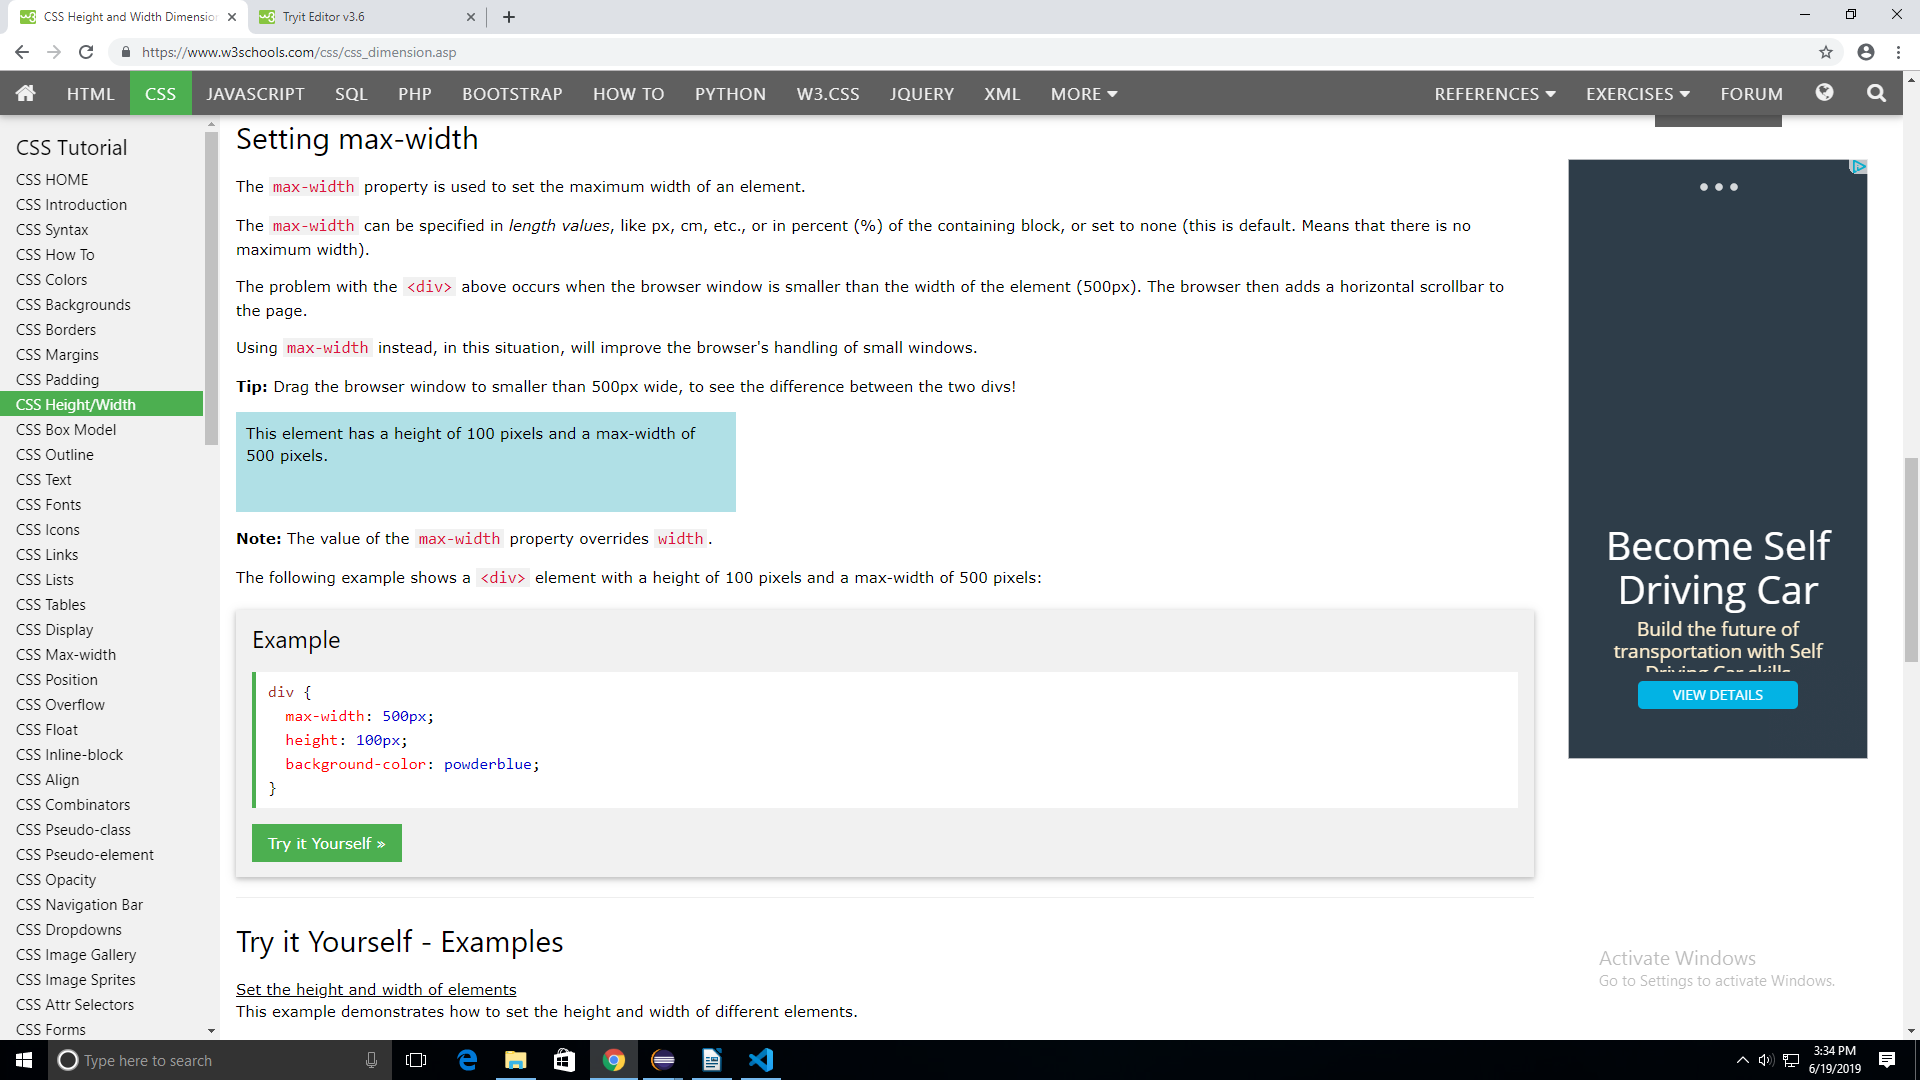 CSS Height and Width Dimension
Tryit Editor v3.6
https://www.w3schools.com/css/css_dimension.asp
HTML CSS JAVASCRIPT SQL PHP BOOTSTRAP HOW TO PYTHON W3.CSS JQUERY XML MORE REFERENCES EXERCISES FORUM
CSS Tutorial
CSS HOME
CSS Introduction
CSS Syntax
CSS How To
CSS Colors
CSS Backgrounds
CSS Borders
CSS Margins
CSS Padding
CSS Height/Width
CSS Box Model
CSS Outline
CSS Text
CSS Fonts
CSS Icons
CSS Links
CSS Lists
CSS Tables
CSS Display
CSS Max-width
CSS Position
CSS Overflow
CSS Float
CSS Inline-block
CSS Align
CSS Combinators
CSS Pseudo-class
CSS Pseudo-element
CSS Opacity
CSS Navigation Bar
CSS Dropdowns
CSS Image Gallery
CSS Image Sprites
CSS Attr Selectors
CSS Forms
Setting max-width
The max-width property is used to set the maximum width of an element.
The max-width can be specified in length values, like px, cm, etc., or in percent (%) of the containing block, or set to none (this is default. Means that there is no
maximum width).
The problem with the <div> above occurs when the browser window is smaller than the width of the element (500px). The browser then adds a horizontal scrollbar to
the page.
Using max-width instead, in this situation, will improve the browser's handling of small windows.
Tip: Drag the browser window to smaller than 500px wide, to see the difference between the two divs!
This element has a height of 100 pixels and a max-width of
500 pixels.
Note: The value of the max-width property overrides width.
The following example shows a <div> element with a height of 100 pixels and a max-width of 500 pixels:
Example
div {
max-width: 500px;
height: 100px;
background-color: powderblue;
}
Try it Yourself »
Try it Yourself - Examples
Set the height and width of elements
This example demonstrates how to set the height and width of different elements.
Become Self
Driving Car
Build the future of
transportation with Self
Driving Car skills
VIEW DETAILS
Activate Windows
Go to Settings to activate Windows.
Type here to search
3:34 PM
6/19/2019